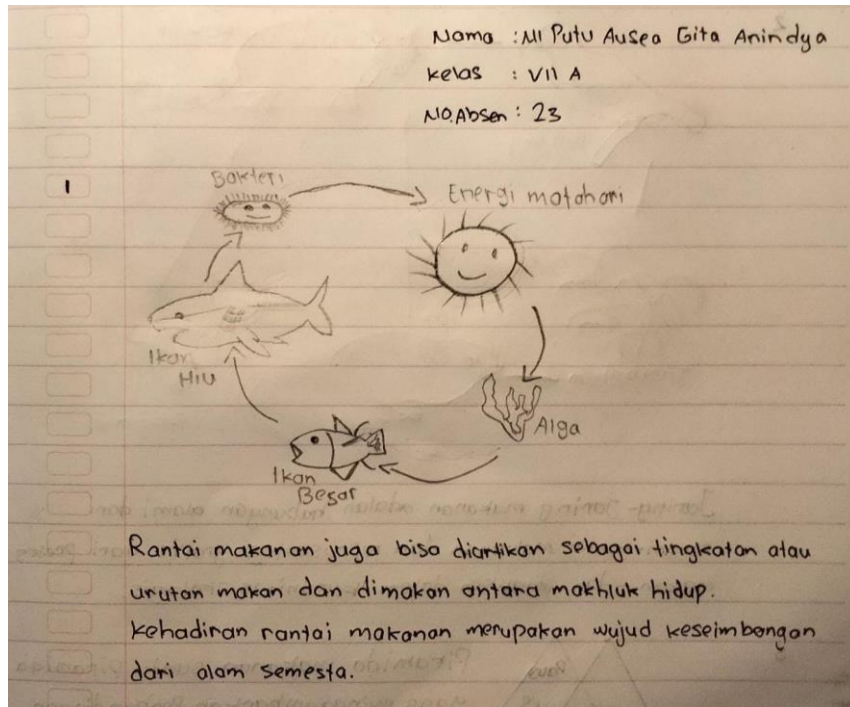 Nama : Ni Putu Ausea Gita Anindya
Kelas : VII A
NO.Absen : 23
1
Bakteri
Energi matahari
Ikan
Hiu
Alga
Ikan
Besar
Rantai makanan juga bisa diartikan sebagai tingkatan atau
urutan makan dan dimakan antara makhluk hidup.
Kehadiran rantai makanan merupakan wujud keseimbangan
dari alam semesta.